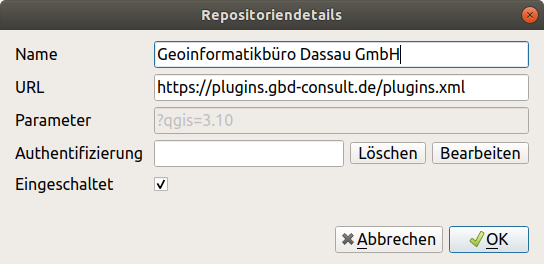 Repositoriendetails
Name Geoinformatikbüro Dassau GmbH
URL https://plugins.gbd-consult.de/plugins.xml
Parameter ?qgis=3.10
Authentifizierung Löschen Bearbeiten
Eingeschaltet
Abbrechen OK